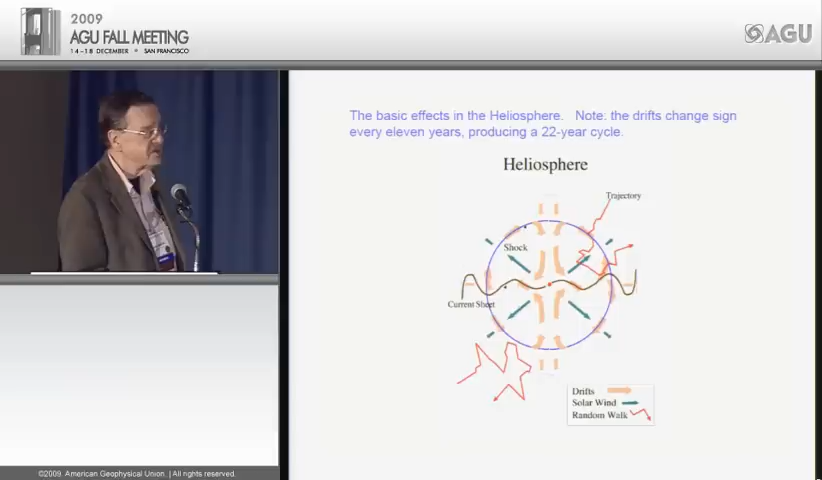 2009
AGU FALL MEETING
14–18 DECEMBER • SAN FRANCISCO
AGU
The basic effects in the Heliosphere. Note: the drifts change sign
every eleven years, producing a 22-year cycle.
Heliosphere
Trajectory
Shock
Current Sheet
Drifts
Solar Wind
Random Walk
©2009. American Geophysical Union. | All rights reserved.